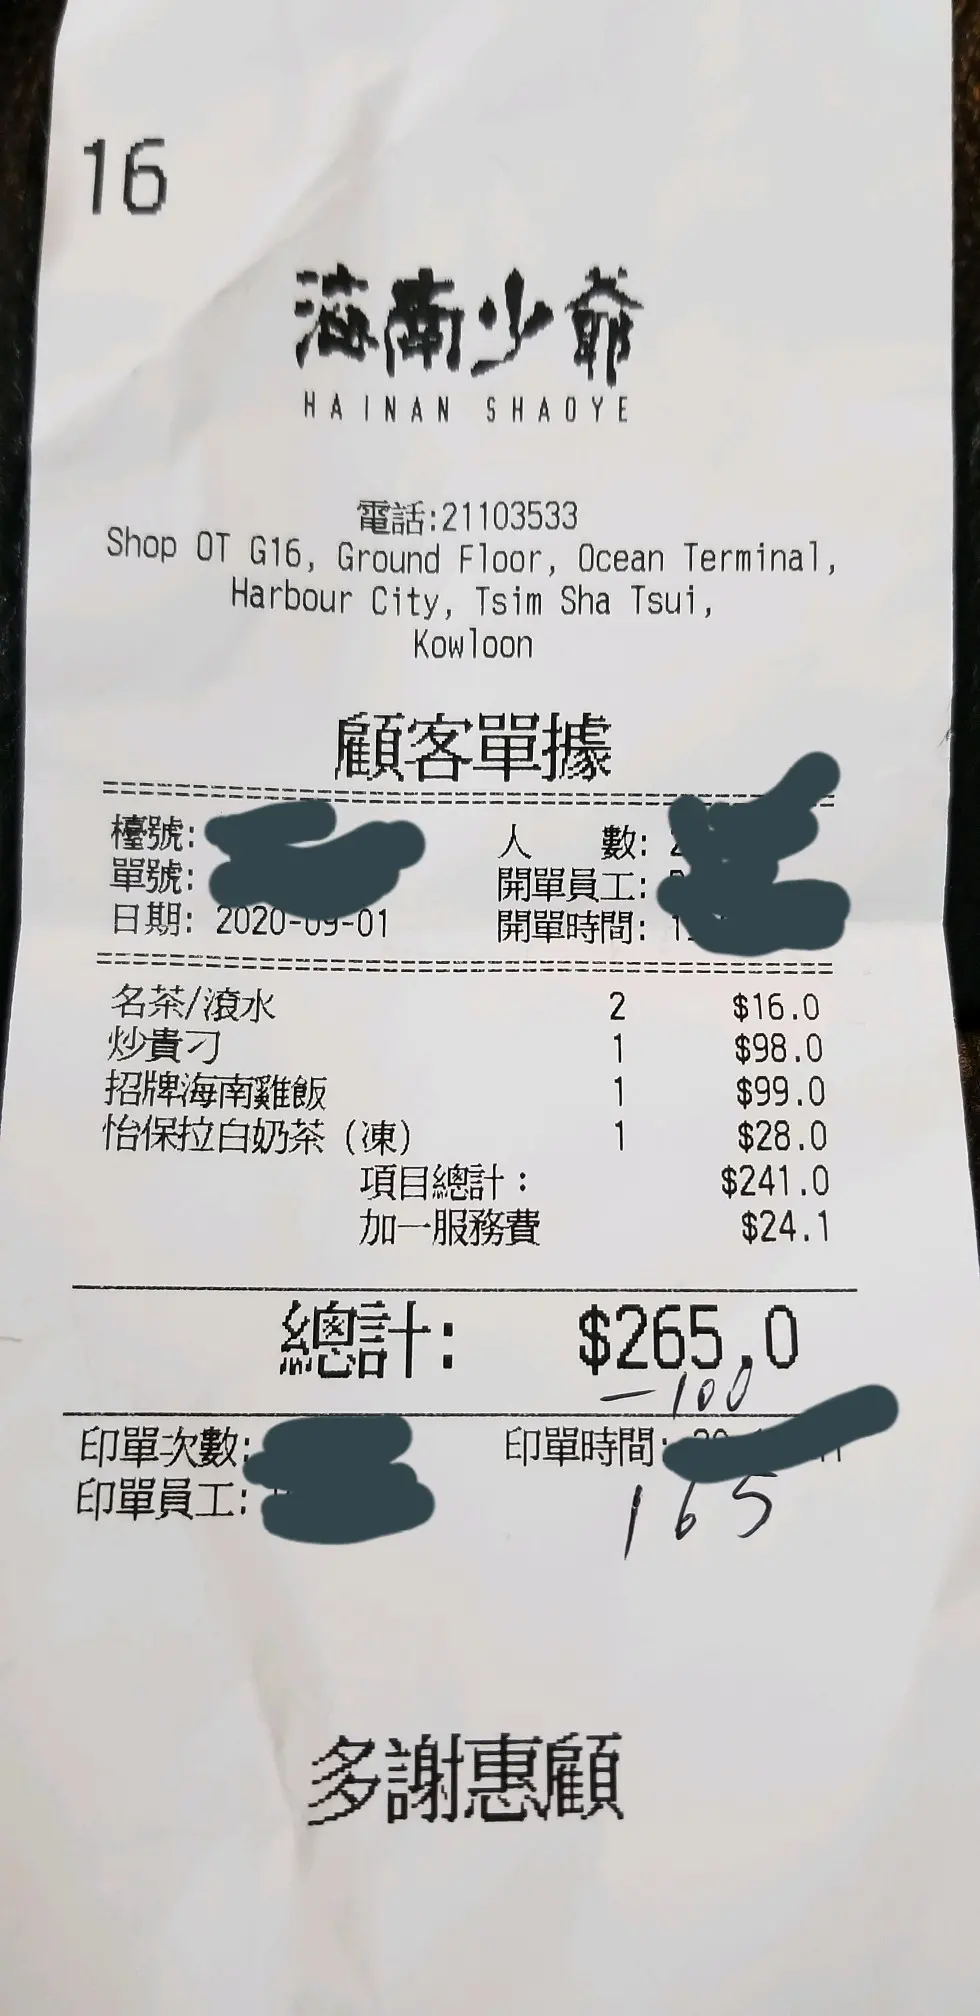 16
海南少爺
HAINAN SHAOYE
電話:21103533
Shop OT G16, Ground Floor, Ocean Terminal,
Harbour City, Tsim Sha Tsui,
Kowloon
顧客單據
檯號: 人 數:
單號: 開單員工:
日期: 2020-09-01 開單時間:
名茶/滾水 2 $16.0
炒貴刁 1 $98.0
招牌海南雞飯 1 $99.0
怡保拉白奶茶(凍) 1 $28.0
項目總計: $241.0
加一服務費 $24.1
總計: $265.0
-100
印單次數: 印單時間:
印單員工:
165
多謝惠顧